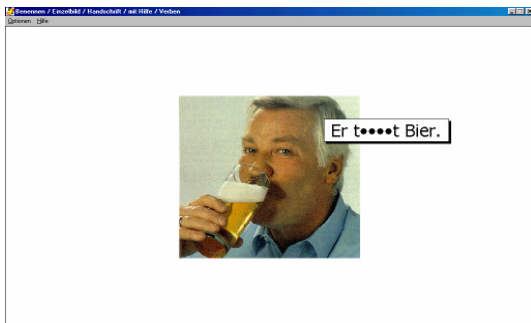 Benennen / Einzelbild / Handschrift / mit Hilfe / Verben
Optionen Hilfe
Er t●●●●t Bier.